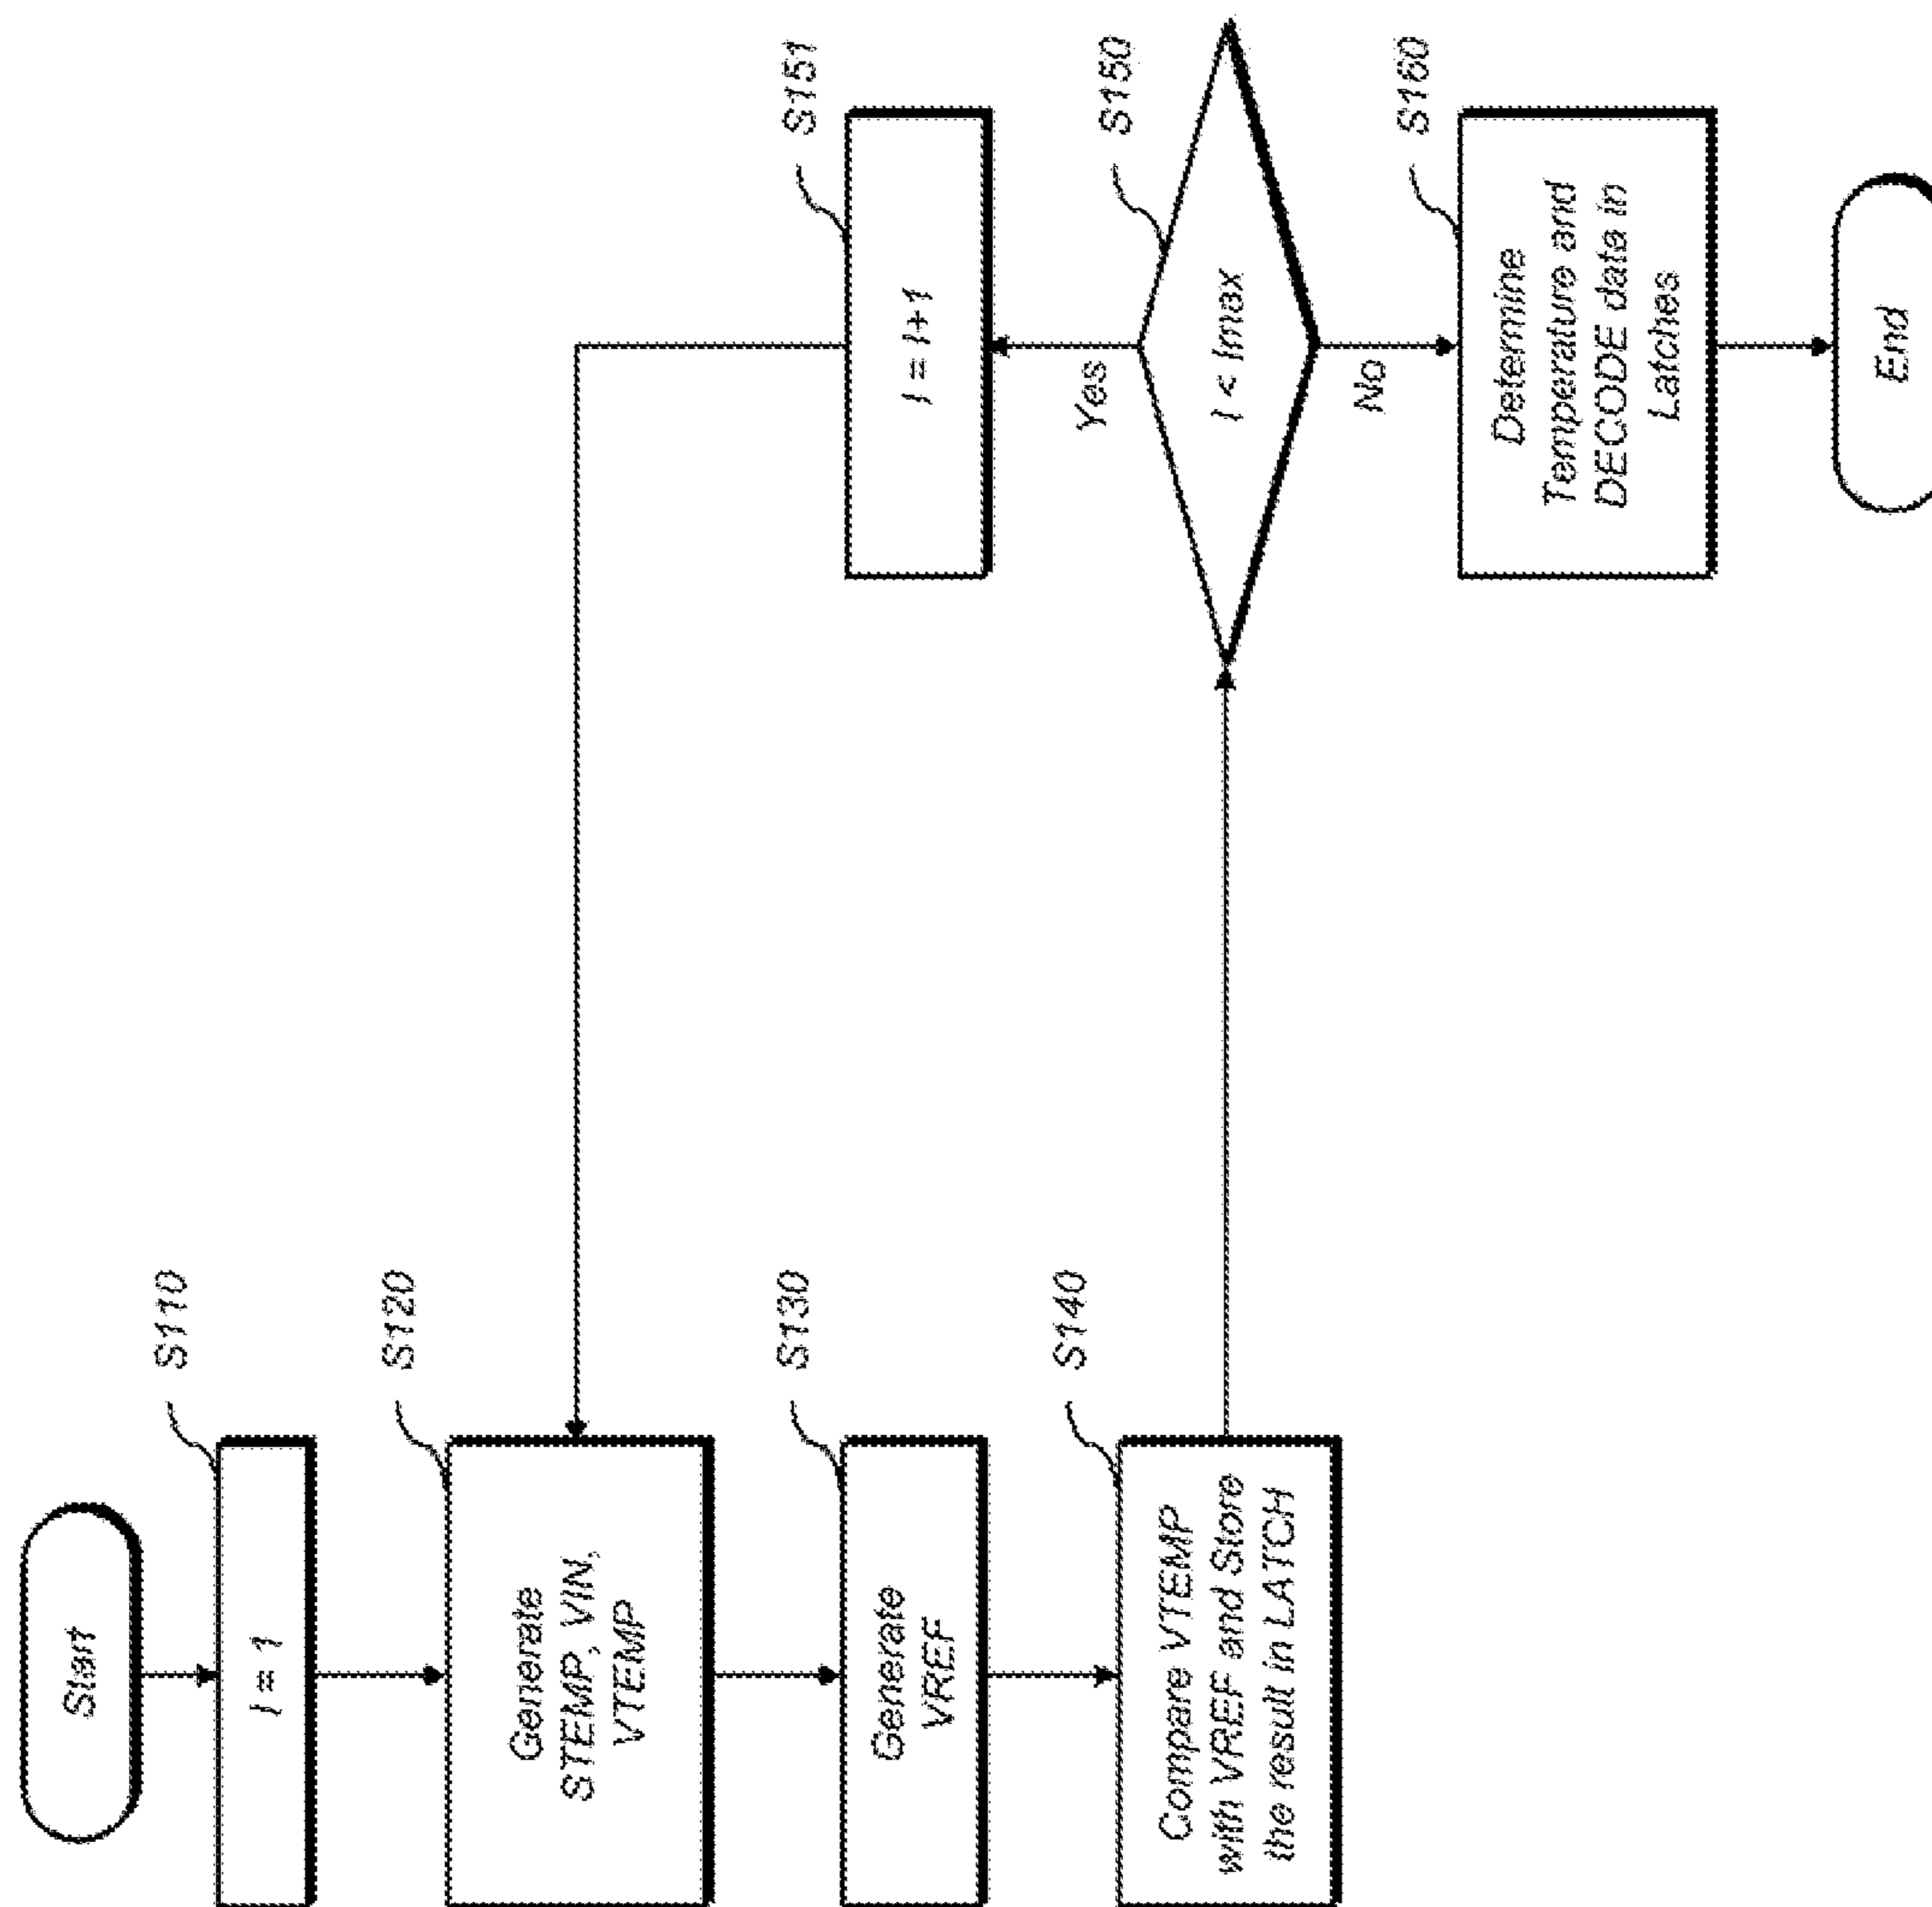 Start
S110
I = 1
S120
Generate
STEMP, VIN,
VTEMP
S130
Generate
VREF
S140
Compare VTEMP
with VREF and Store
the result in LATCH
S151
I = I+1
Yes
S150
I < Imax
No
S160
Determine
Temperature and
DECODE data in
Latches
End